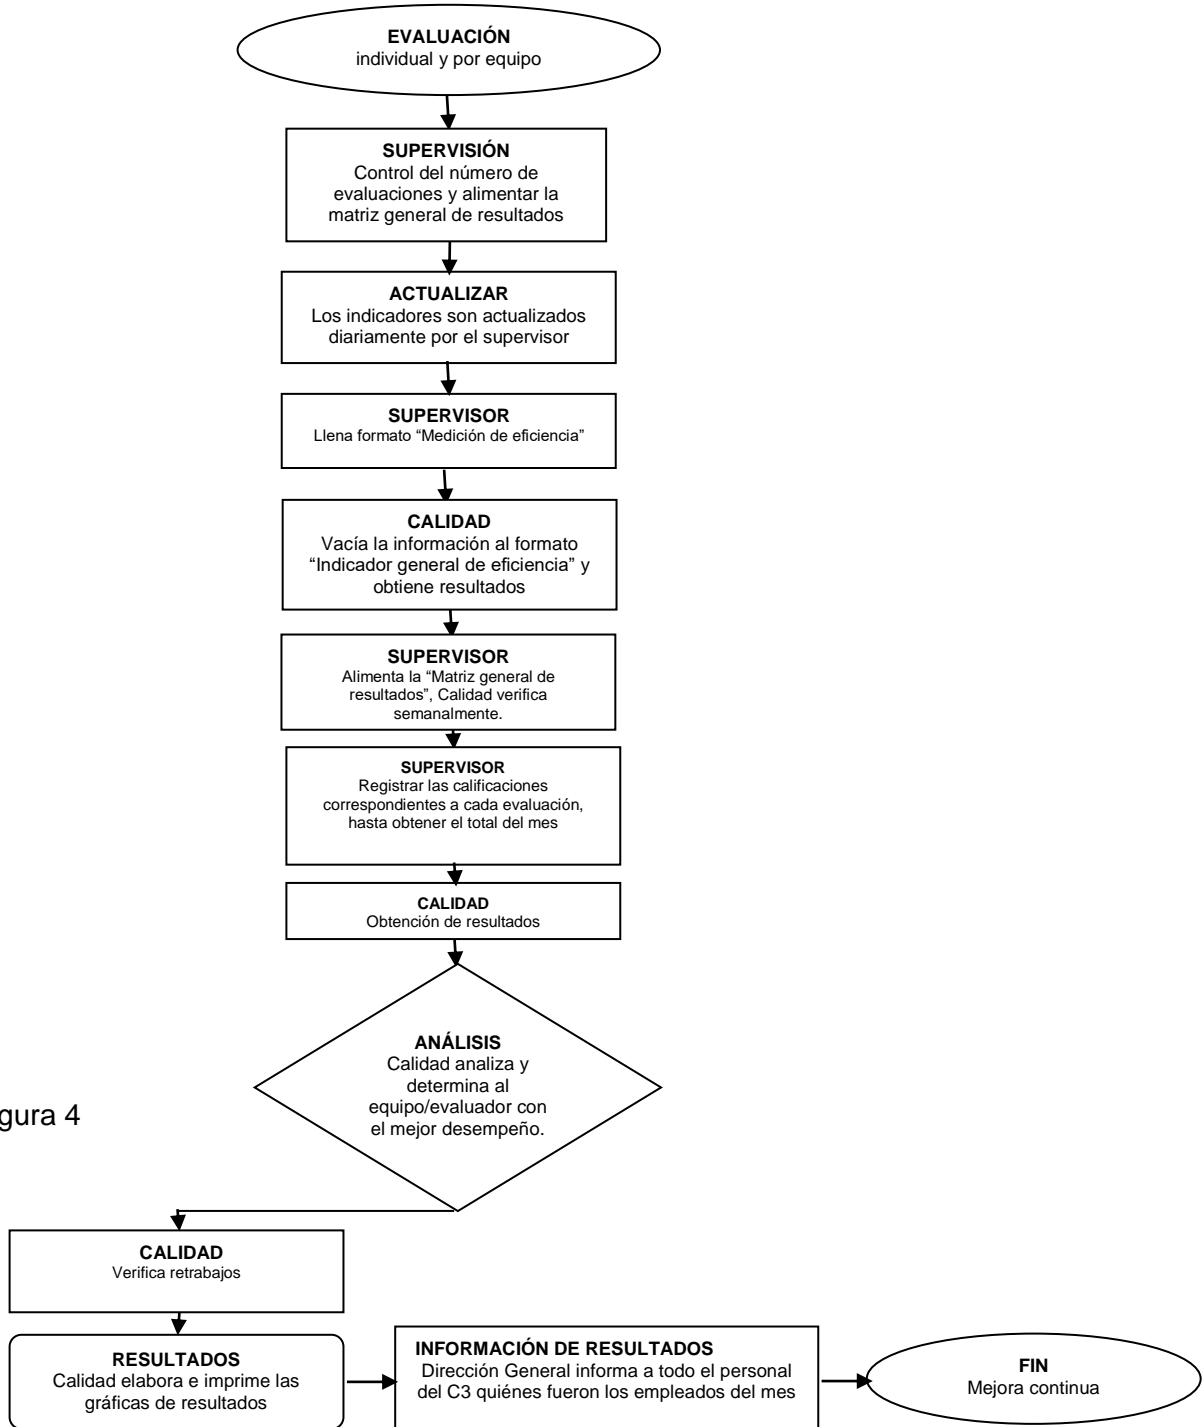 EVALUACIÓN
individual y por equipo
SUPERVISIÓN
Control del número de
evaluaciones y alimentar la
matriz general de resultados
ACTUALIZAR
Los indicadores son actualizados
diariamente por el supervisor
SUPERVISOR
Llena formato “Medición de eficiencia”
CALIDAD
Vacía la información al formato
“Indicador general de eficiencia” y
obtiene resultados
SUPERVISOR
Alimenta la “Matriz general de
resultados”, Calidad verifica
semanalmente.
SUPERVISOR
Registrar las calificaciones
correspondientes a cada evaluación,
hasta obtener el total del mes
CALIDAD
Obtención de resultados
ANÁLISIS
Calidad analiza y
determina al
equipo/evaluador con
el mejor desempeño.
gura 4
CALIDAD
Verifica retrabajos
RESULTADOS
Calidad elabora e imprime las
gráficas de resultados
INFORMACIÓN DE RESULTADOS
Dirección General informa a todo el personal
del C3 quiénes fueron los empleados del mes
FIN
Mejora continua